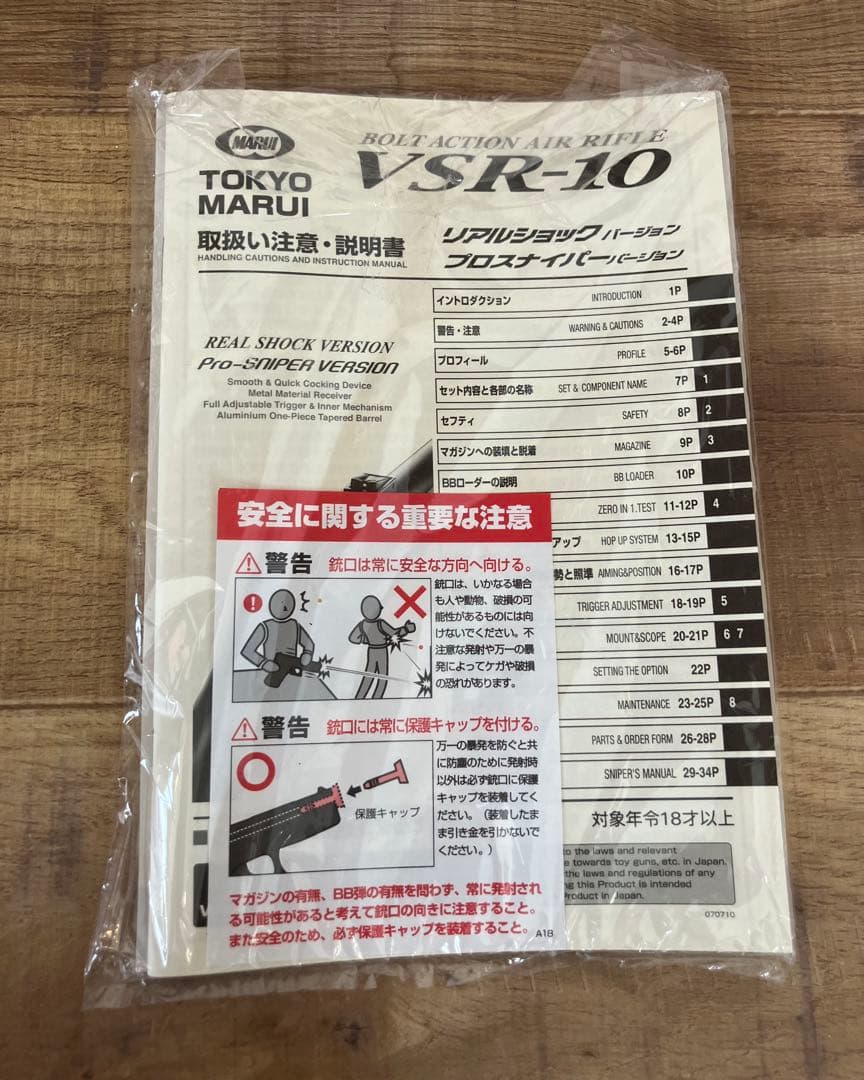 MARUI
TOKYO
MARUI
BOLT ACTION AIR RIFLE
VSR-10
取扱い注意・説明書
HANDLING CAUTIONS AND INSTRUCTION MANUAL
リアルショックバージョン
プロスナイパーバージョン
REAL SHOCK VERSION
Pro-SNIPER VERSION
Smooth & Quick Cocking Device
Metal Material Receiver
Full Adjustable Trigger & Inner Mechanism
Aluminium One-Piece Tapered Barrel
イントロダクション INTRODUCTION 1P
警告・注意 WARNING & CAUTIONS 2-4P
プロフィール PROFILE 5-6P
セット内容と各部の名称 SET & COMPONENT NAME 7P 1
セフティ SAFETY 8P 2
マガジンへの装填と脱着 MAGAZINE 9P 3
BBローダーの説明 BB LOADER 10P
ZERO IN 1.TEST 11-12P 4
アップ HOP UP SYSTEM 13-15P
勢と照準 AIMING&POSITION 16-17P
TRIGGER ADJUSTMENT 18-19P 5
MOUNT&SCOPE 20-21P 6 7
SETTING THE OPTION 22P
MAINTENANCE 23-25P 8
PARTS & ORDER FORM 26-28P
SNIPER'S MANUAL 29-34P
対象年令18才以上
to the laws and relevant
towards toy guns, etc. in Japan.
the laws and regulations of any
this Product is intended
Product in Japan.
070710
安全に関する重要な注意
警告 銃口は常に安全な方向へ向ける。
銃口は、いかなる場合
も人や動物、破損の可
能性があるものには向
けないでください。不
注意な発射や万一の暴
発によってケガや破損
の恐れがあります。
警告 銃口には常に保護キャップを付ける。
保護キャップ
万一の暴発を防ぐと共
に防塵のために発射時
以外は必ず銃口に保護
キャップを装着してく
ださい。（装着したま
ま引き金を引かないで
ください。）
マガジンの有無、BB弾の有無を問わず、常に発射され
る可能性があると考えて銃口の向きに注意すること。
また安全のため、必ず保護キャップを装着すること。
A1B